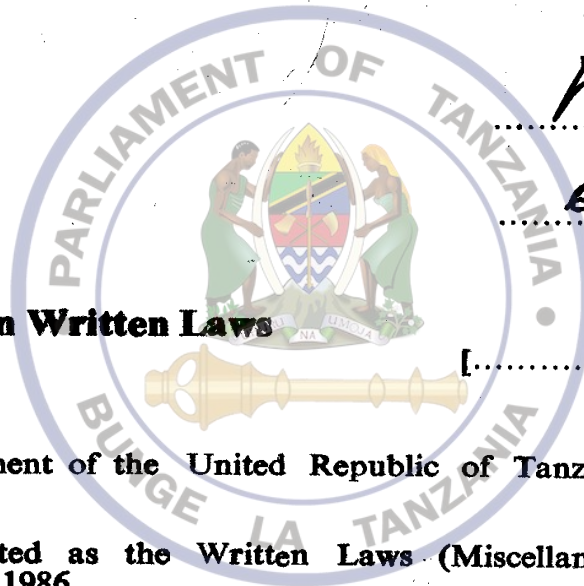 PARLIAMENT OF TANZANIA
NA UMOJA
n Written Laws
[..........
BUNGE LA TANZANIA
nent of the United Republic of Tanz
ted as the Written Laws (Miscellan
1986